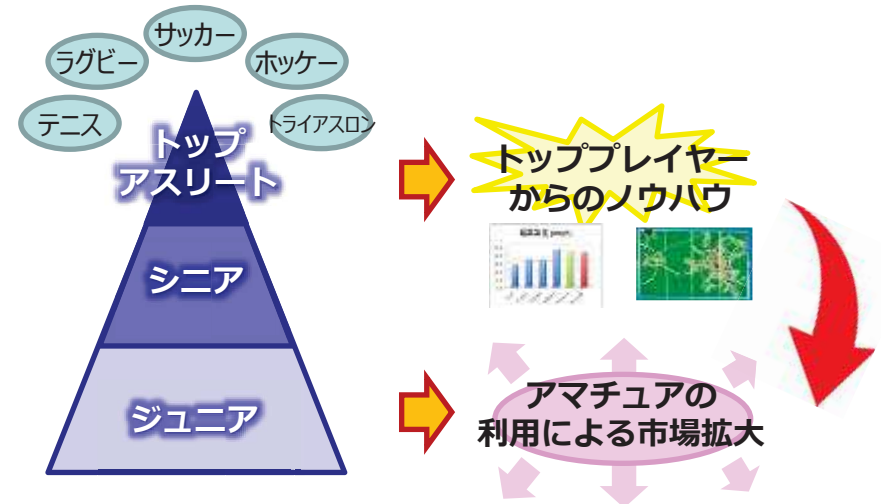 サッカー
ラグビー
ホッケー
テニス
トライアスロン
トップ
アスリート
シニア
ジュニア
トッププレイヤー
からのノウハウ
アマチュアの
利用による市場拡大